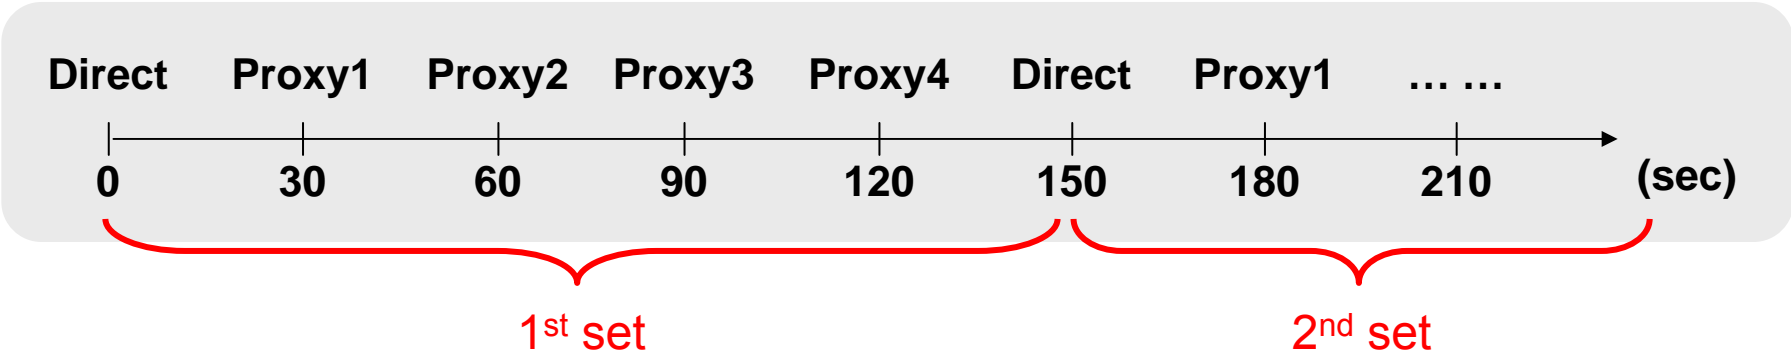 Direct Proxy1 Proxy2 Proxy3 Proxy4 Direct Proxy1 … …
0 30 60 90 120 150 180 210 (sec)
1st set 2nd set